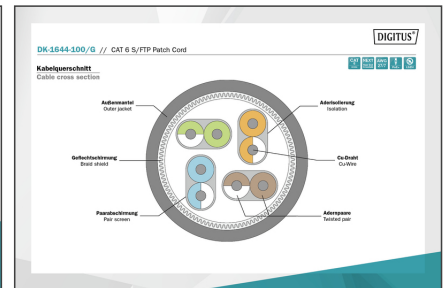 DIGITUS®
DK-1644-100/G // CAT 6 S/FTP Patch Cord
Kabelquerschnitt
Cable cross section
Außenmantel
Outer jacket
Aderisolierung
Isolation
Geflechtschirmung
Braid shield
Cu-Draht
Cu-Wire
Paarabschirmung
Pair screen
Adernpaare
Twisted pair